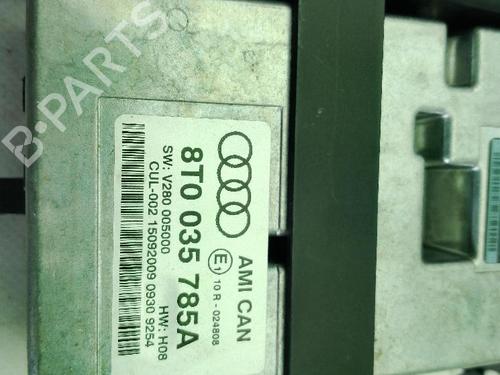 B-PARTS
AMI CAN
E1 10 R - 024808
8T0 035 785A
SW: V280 005000 HW: H08
CUL-002 15092009 0930 9254